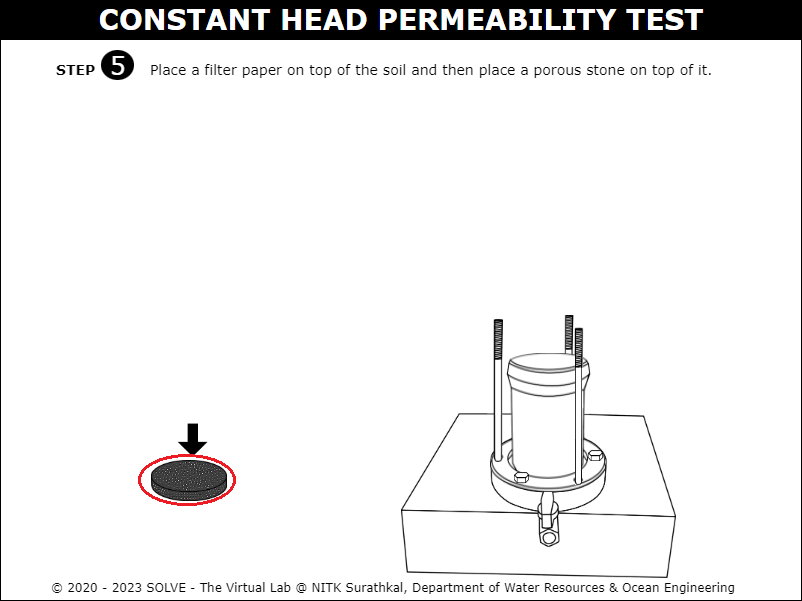 CONSTANT HEAD PERMEABILITY TEST
STEP 5 Place a filter paper on top of the soil and then place a porous stone on top of it.
© 2020 - 2023 SOLVE - The Virtual Lab @ NITK Surathkal, Department of Water Resources & Ocean Engineering